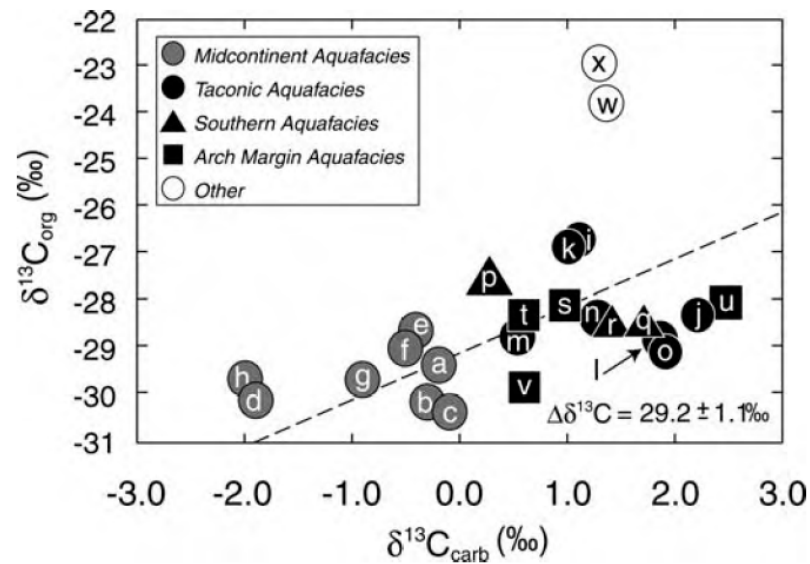 -22
-23
-24
-25
-26
-27
-28
-29
-30
-31
δ¹³C_org (‰)
Midcontinent Aquafacies
Taconic Aquafacies
Southern Aquafacies
Arch Margin Aquafacies
Other
x
w
i
k
p
u
s
j
t
n
r
q
e
m
l
f
o
a
h
g
v
d
b
c
Δδ¹³C = 29.2 ± 1.1‰
-3.0 -2.0 -1.0 0.0 1.0 2.0 3.0
δ¹³C_carb (‰)